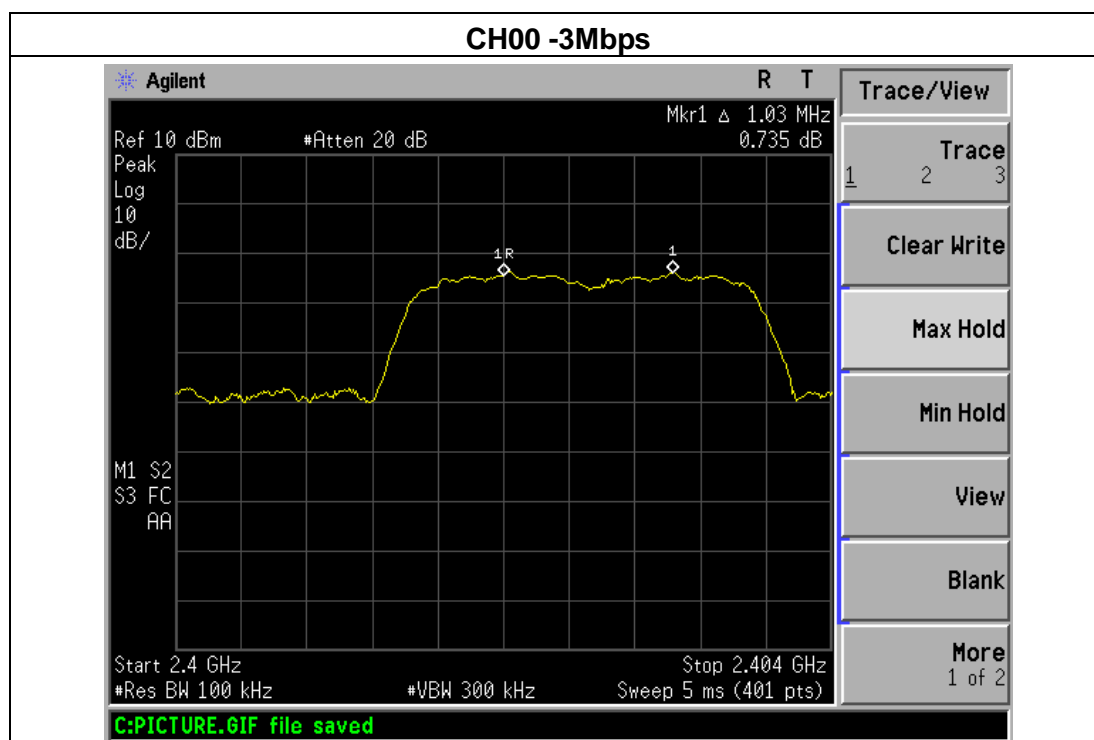 CH00 -3Mbps
Agilent R T
Mkr1 Δ 1.03 MHz
Ref 10 dBm #Atten 20 dB 0.735 dB
Peak
Log
10
dB/
1R 1
M1 S2
S3 FC
AA
Start 2.4 GHz Stop 2.404 GHz
#Res BW 100 kHz #VBW 300 kHz Sweep 5 ms (401 pts)
C:PICTURE.GIF file saved
Trace/View
Trace
1 2 3
Clear Write
Max Hold
Min Hold
View
Blank
More
1 of 2